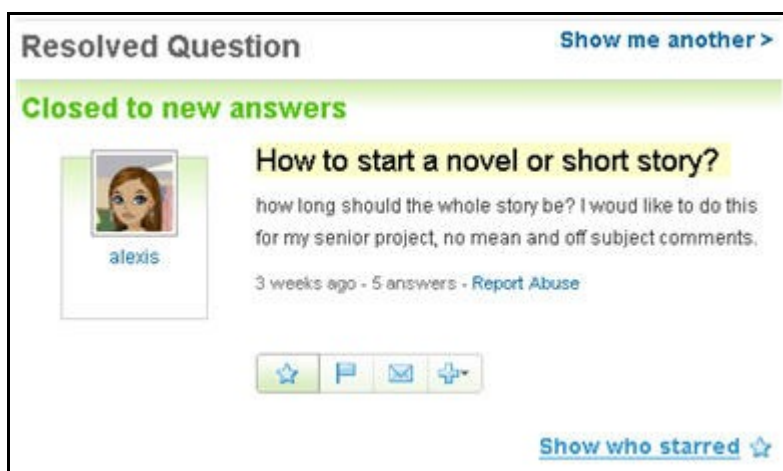 Resolved Question
Show me another >
Closed to new answers
How to start a novel or short story?
how long should the whole story be? I woud like to do this
for my senior project, no mean and off subject comments.
alexis
3 weeks ago - 5 answers - Report Abuse
Show who starred